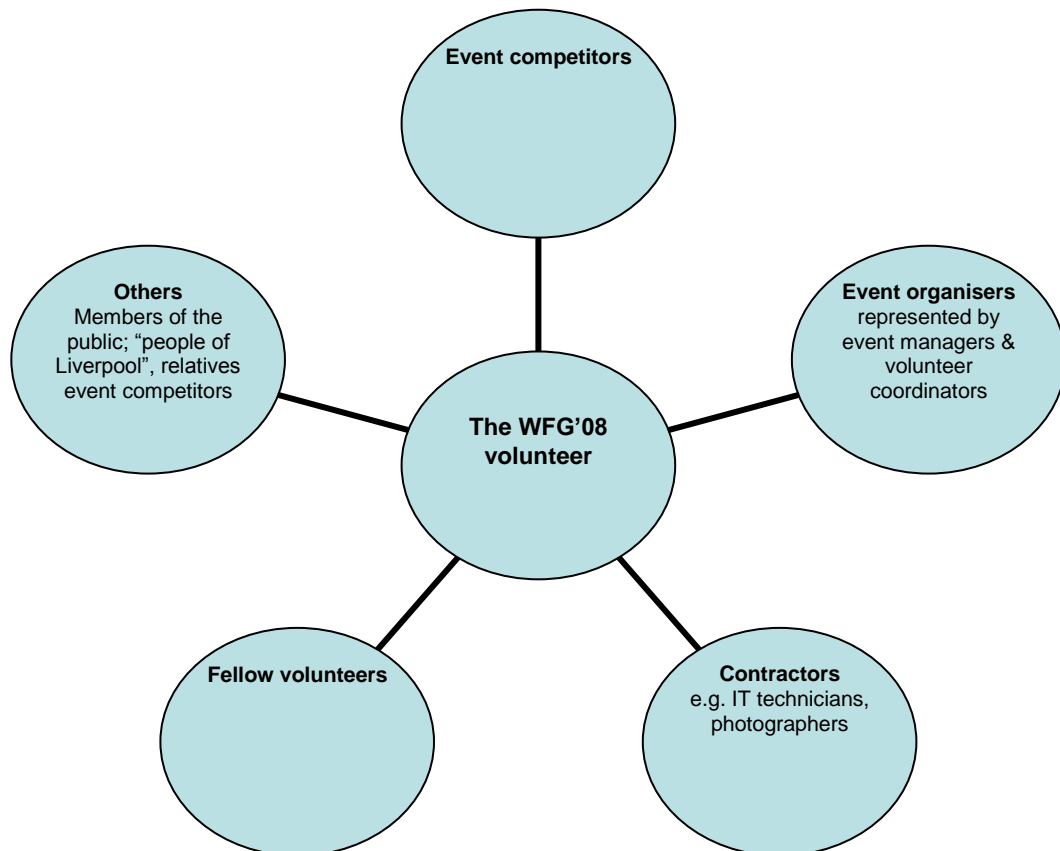 Event competitors
Others
Members of the
public; “people of
Liverpool”, relatives
event competitors
Event organisers
represented by
event managers &
volunteer
coordinators
The WFG’08
volunteer
Fellow volunteers
Contractors
e.g. IT technicians,
photographers